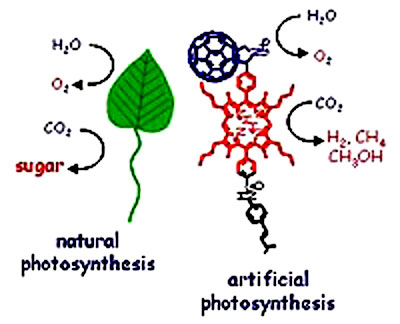 H₂O
O₂
CO₂
sugar
natural
photosynthesis
H₂O
O₂
CO₂
H₂, CH₄
CH₃OH
artificial
photosynthesis